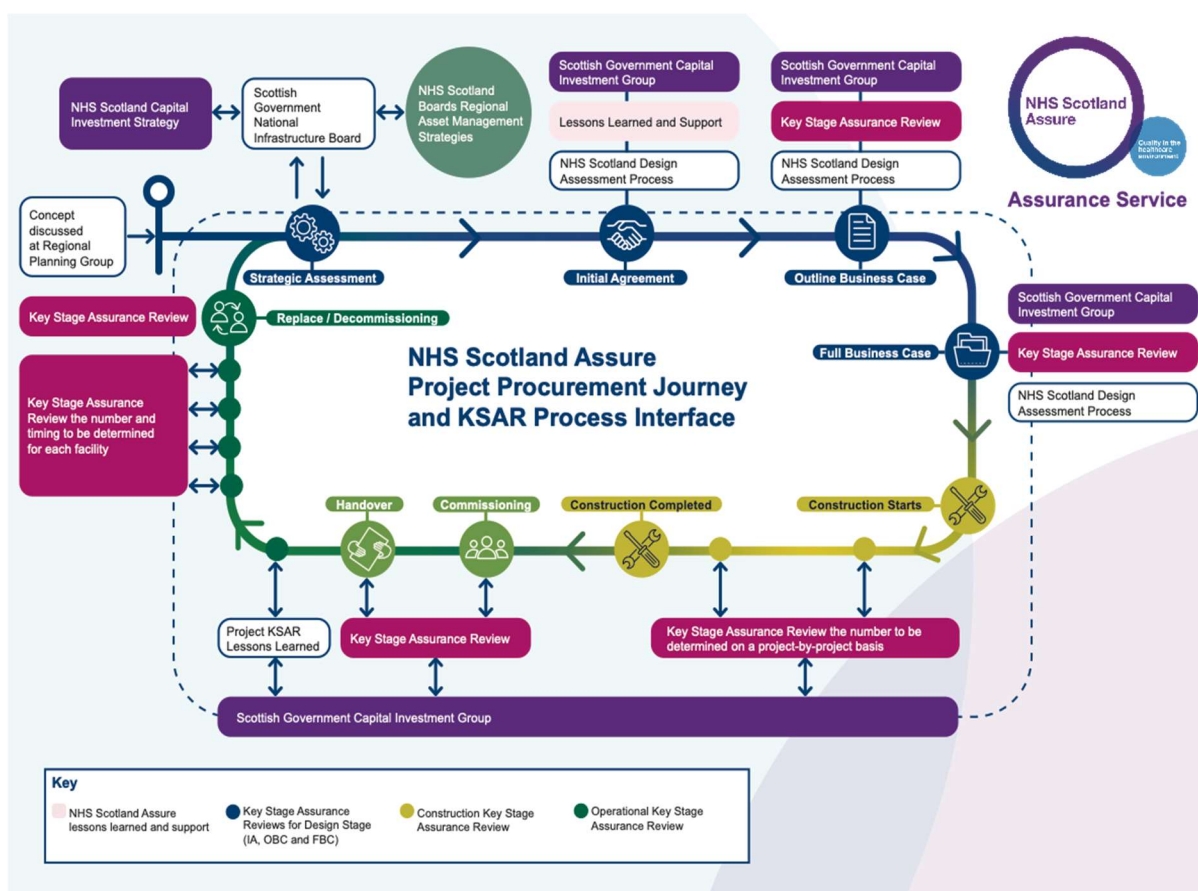 NHS Scotland Capital
Investment Strategy
Scottish
Government
National
Infrastructure Board
NHS Scotland
Boards Regional
Asset Management
Strategies
Scottish Government Capital
Investment Group
Lessons Learned and Support
NHS Scotland Design
Assessment Process
Scottish Government Capital
Investment Group
Key Stage Assurance Review
NHS Scotland Design
Assessment Process
NHS Scotland
Assure
Quality in the
healthcare
environment
Assurance Service
Concept
discussed
at Regional
Planning Group
Strategic Assessment
Initial Agreement
Outline Business Case
Key Stage Assurance Review
Replace / Decommissioning
Full Business Case
Scottish Government Capital
Investment Group
Key Stage Assurance Review
NHS Scotland Design
Assessment Process
NHS Scotland Assure
Project Procurement Journey
and KSAR Process Interface
Key Stage Assurance
Review the number and
timing to be determined
for each facility
Handover
Commissioning
Construction Completed
Construction Starts
Project KSAR
Lessons Learned
Key Stage Assurance Review
Key Stage Assurance Review the number to be
determined on a project-by-project basis
Scottish Government Capital Investment Group
Key
NHS Scotland Assure
lessons learned and support
Key Stage Assurance
Reviews for Design Stage
(IA, OBC and FBC)
Construction Key Stage
Assurance Review
Operational Key Stage
Assurance Review